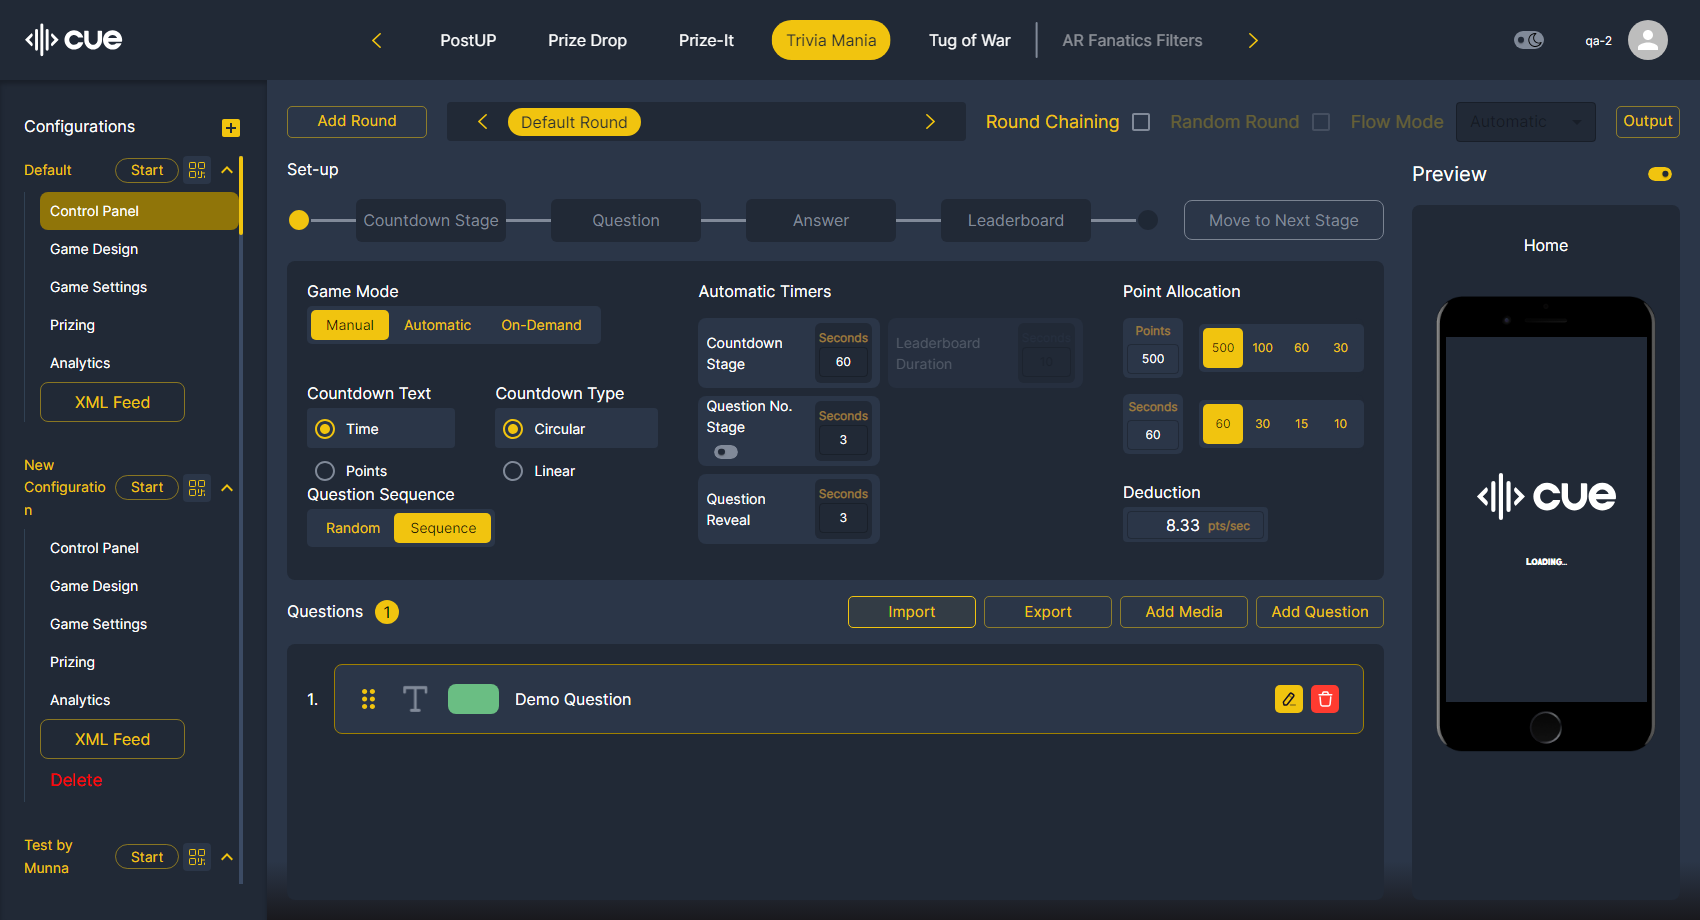 cue
PostUP
Prize Drop
Prize-It
Trivia Mania
Tug of War
AR Fanatics Filters
qa-2
Configurations
Default
Start
Control Panel
Game Design
Game Settings
Prizing
Analytics
XML Feed
New
Configuratio
n
Start
Control Panel
Game Design
Game Settings
Prizing
Analytics
XML Feed
Delete
Test by
Munna
Start
Add Round
Default Round
Round Chaining
Random Round
Flow Mode
Automatic
Output
Set-up
Countdown Stage
Question
Answer
Leaderboard
Move to Next Stage
Game Mode
Manual
Automatic
On-Demand
Countdown Text
Time
Points
Countdown Type
Circular
Linear
Question Sequence
Random
Sequence
Automatic Timers
Countdown
Stage
Seconds
60
Leaderboard
Duration
Seconds
10
Question No.
Stage
Seconds
3
Question
Reveal
Seconds
3
Point Allocation
Points
500
500
100
60
30
Seconds
60
60
30
15
10
Deduction
8.33 pts/sec
Questions 1
Import
Export
Add Media
Add Question
1.
T
Demo Question
Preview
Home
cue
LOADING...